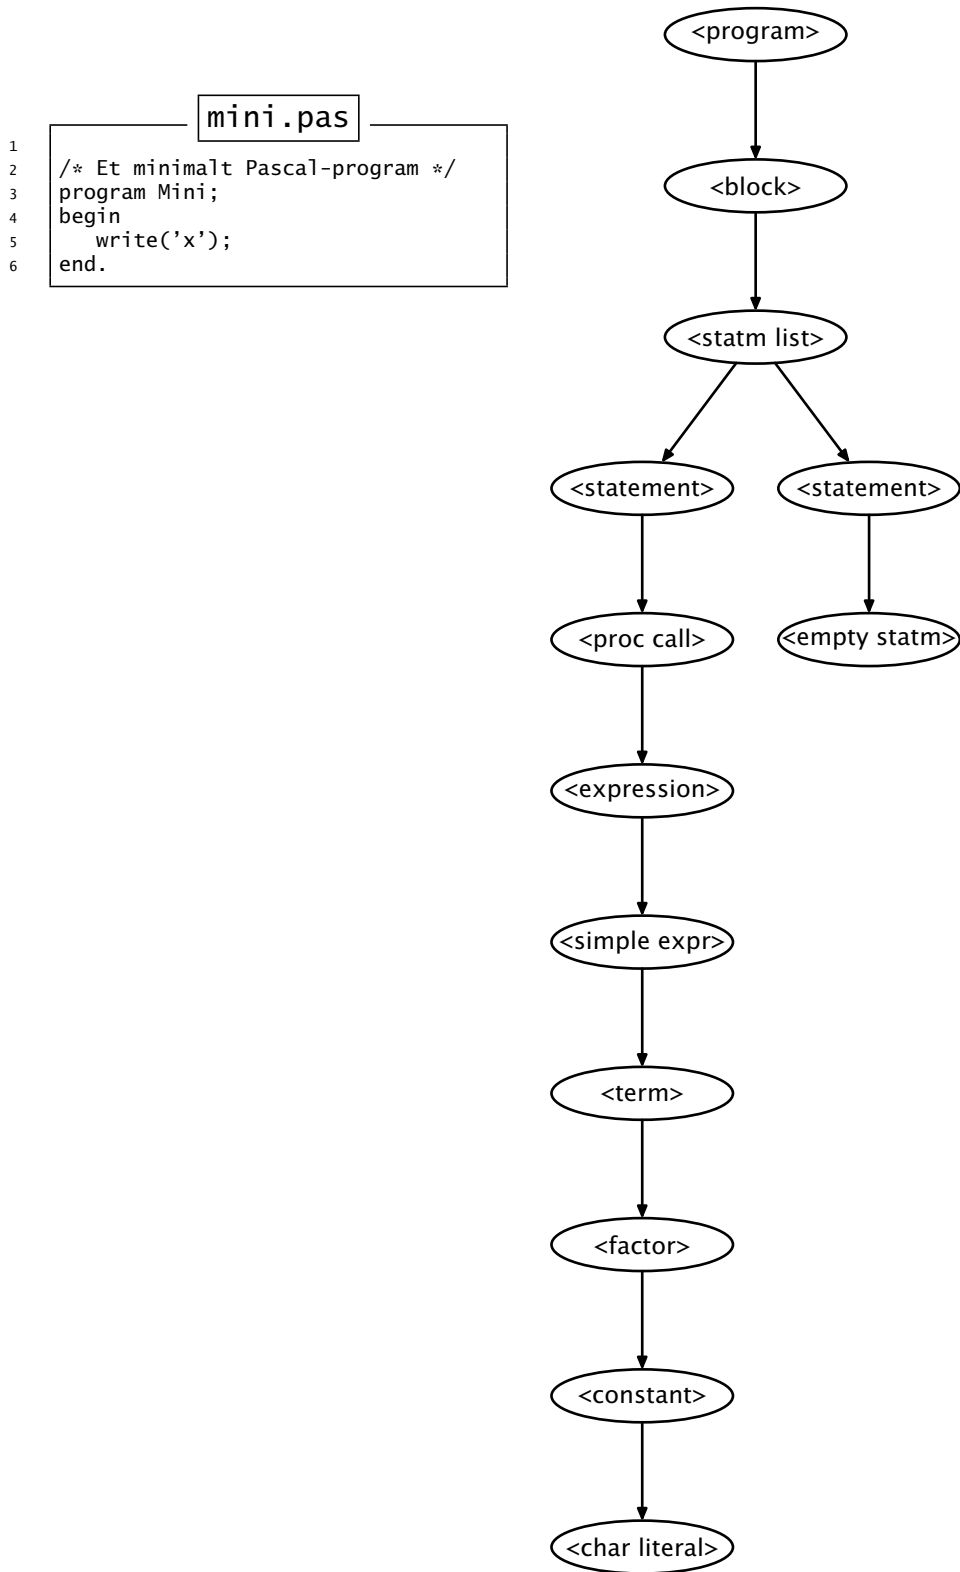 mini.pas
1
2 /* Et minimalt Pascal-program */
3 program Mini;
4 begin
5    write(’x’);
6 end.
<program>
<block>
<statm list>
<statement> <statement>
<proc call> <empty statm>
<expression>
<simple expr>
<term>
<factor>
<constant>
<char literal>